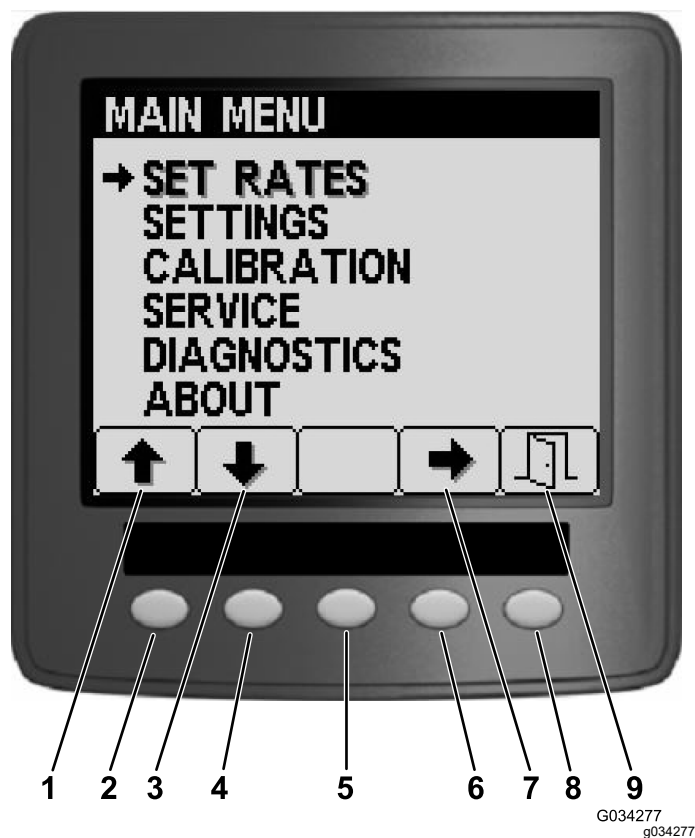 MAIN MENU
SET RATES
SETTINGS
CALIBRATION
SERVICE
DIAGNOSTICS
ABOUT
1 2 3 4 5 6 7 8 9
G034277
g034277